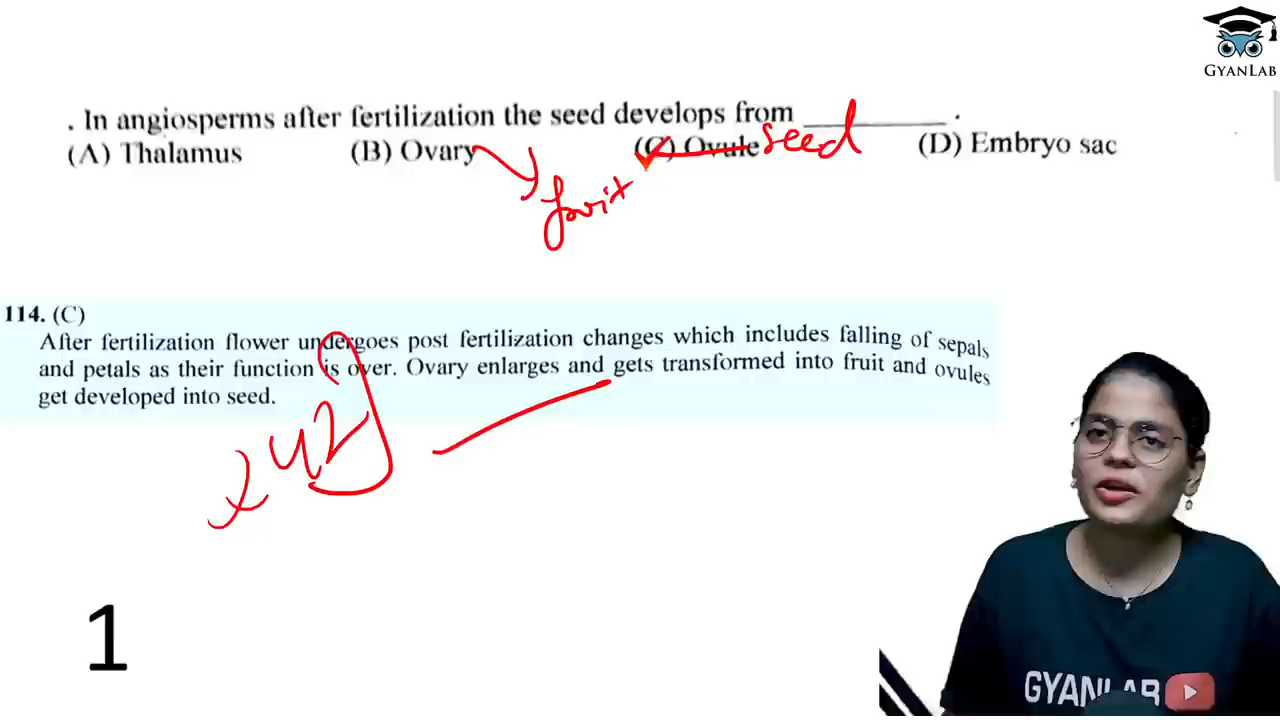 GYANLAB
. In angiosperms after fertilization the seed develops from __________ .
(A) Thalamus (B) Ovary (C) Ovule seed (D) Embryo sac
fruit
114. (C)
After fertilization flower undergoes post fertilization changes which includes falling of sepals
and petals as their function is over. Ovary enlarges and gets transformed into fruit and ovules
get developed into seed.
1
GYANLAB